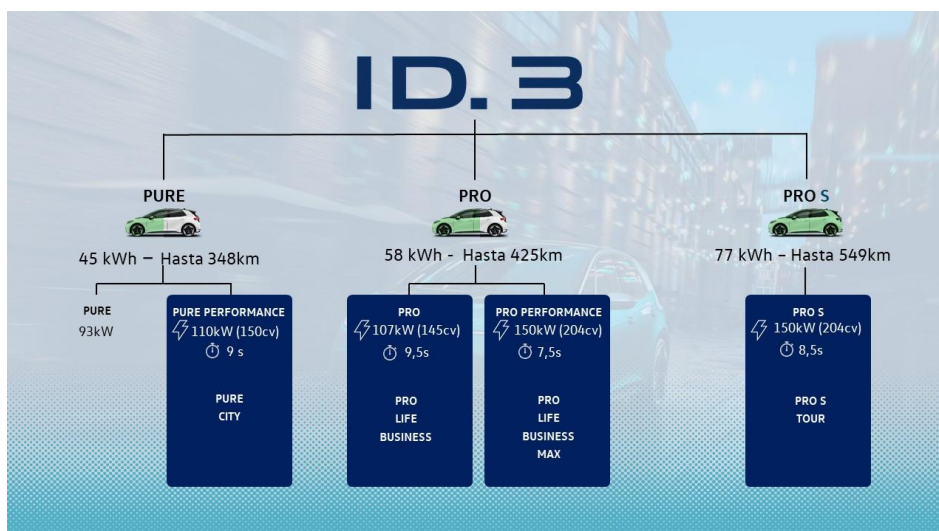 ID. 3
PURE
45 kWh – Hasta 348km
PURE
93kW
PURE PERFORMANCE
110kW (150cv)
9 s
PURE
CITY
PRO
58 kWh - Hasta 425km
PRO
107kW (145cv)
9,5s
PRO
LIFE
BUSINESS
PRO PERFORMANCE
150kW (204cv)
7,5s
PRO
LIFE
BUSINESS
MAX
PRO S
77 kWh – Hasta 549km
PRO S
150kW (204cv)
8,5s
PRO S
TOUR